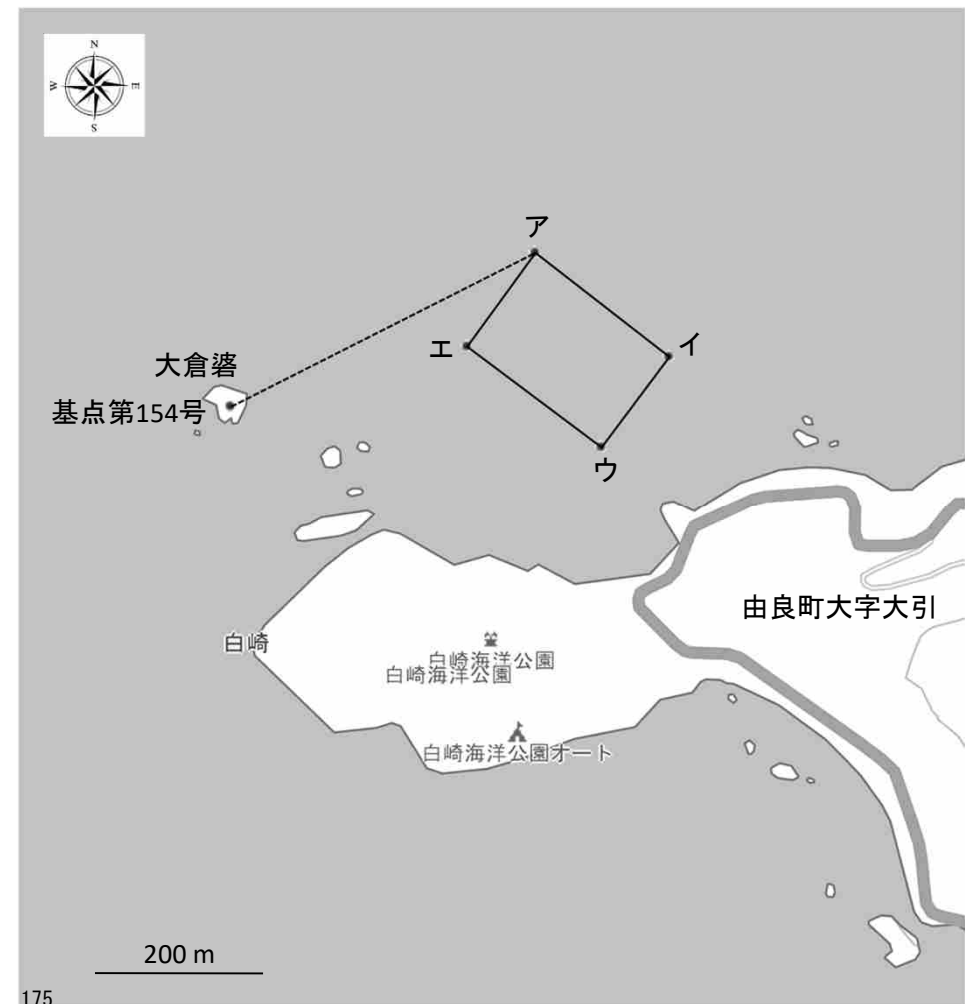 N
W
E
S
ア
エ
イ
大倉婆
基点第154号
ウ
由良町大字大引
白崎
白崎海洋公園
白崎海洋公園
白崎海洋公園オート
200 m
175